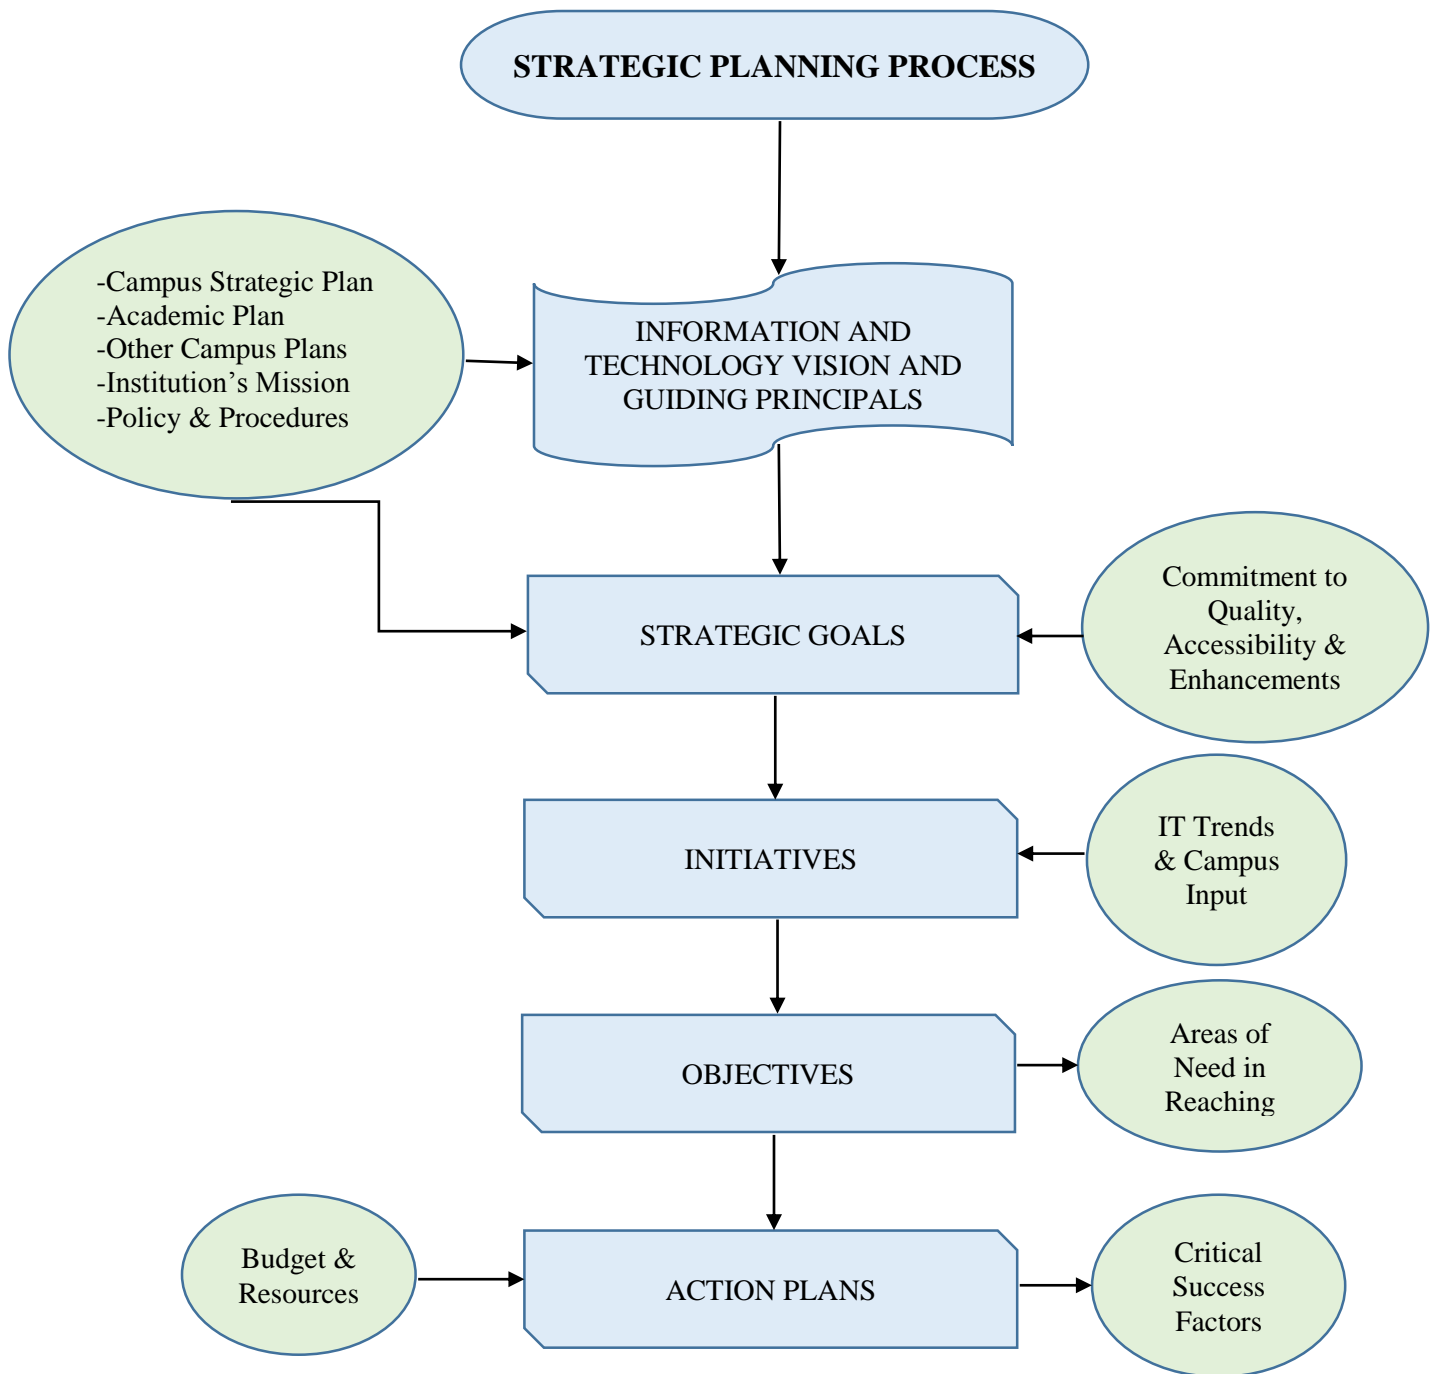 STRATEGIC PLANNING PROCESS
-Campus Strategic Plan
-Academic Plan
-Other Campus Plans
-Institution’s Mission
-Policy & Procedures
INFORMATION AND
TECHNOLOGY VISION AND
GUIDING PRINCIPALS
STRATEGIC GOALS
Commitment to
Quality,
Accessibility &
Enhancements
INITIATIVES
IT Trends
& Campus
Input
OBJECTIVES
Areas of
Need in
Reaching
Budget &
Resources
ACTION PLANS
Critical
Success
Factors